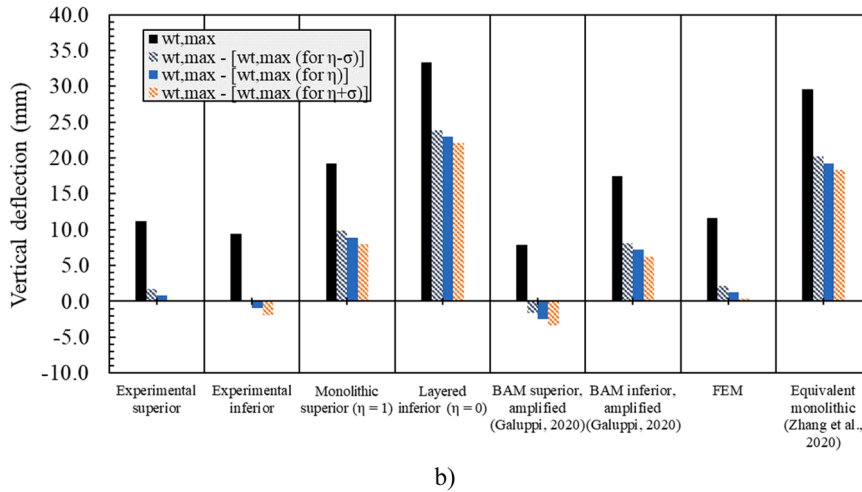 40.0
35.0
30.0
25.0
20.0
15.0
10.0
5.0
0.0
-5.0
-10.0
Vertical deflection (mm)
wt,max
wt,max - [wt,max (for η-σ)]
wt,max - [wt,max (for η)]
wt,max - [wt,max (for η+σ)]
Experimental
superior
Experimental
inferior
Monolithic
superior (η = 1)
Layered
inferior (η = 0)
BAM superior,
amplified
(Galuppi, 2020)
BAM inferior,
amplified
(Galuppi, 2020)
FEM
Equivalent
monolithic
(Zhang et al.,
2020)
b)